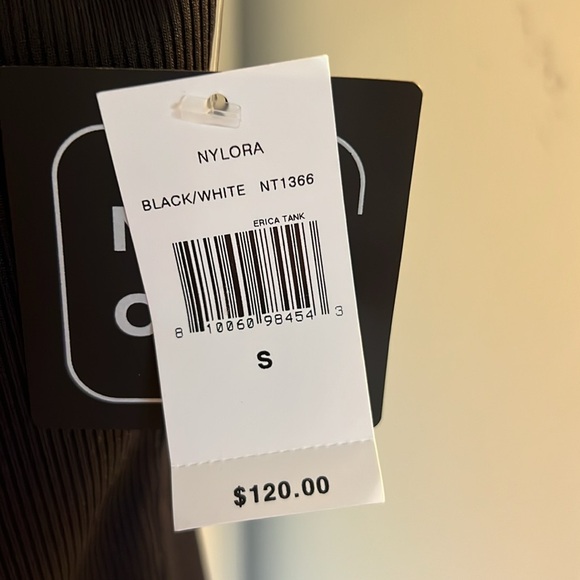 NYLORA
BLACK/WHITE NT1366
ERICA TANK
8 10060 98454 3
S
$120.00